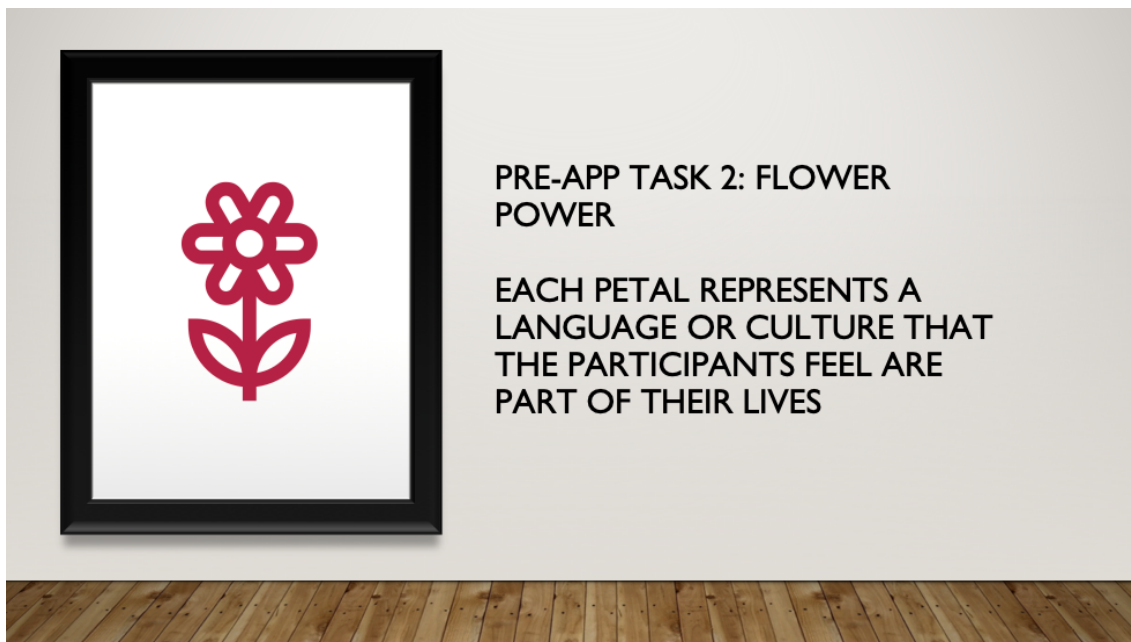 PRE-APP TASK 2: FLOWER
POWER
EACH PETAL REPRESENTS A
LANGUAGE OR CULTURE THAT
THE PARTICIPANTS FEEL ARE
PART OF THEIR LIVES